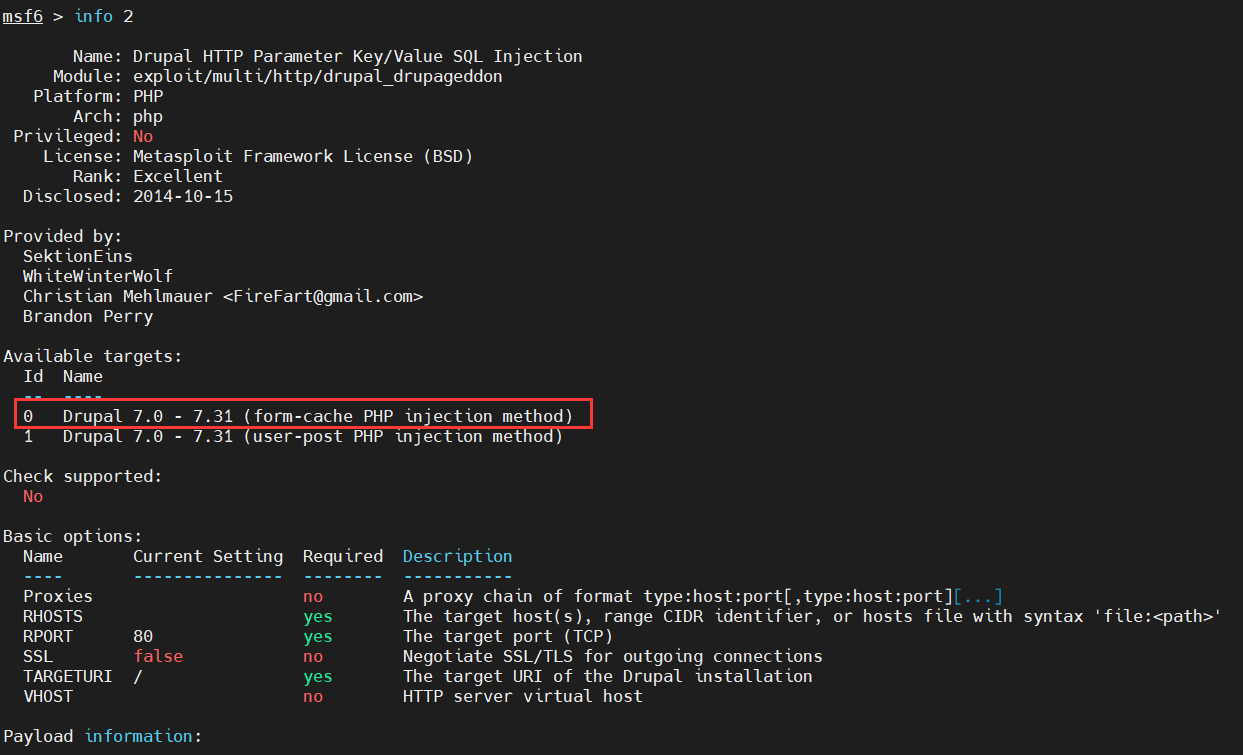 msf6 > info 2
Name: Drupal HTTP Parameter Key/Value SQL Injection
Module: exploit/multi/http/drupal_drupageddon
Platform: PHP
Arch: php
Privileged: No
License: Metasploit Framework License (BSD)
Rank: Excellent
Disclosed: 2014-10-15
Provided by:
SektionEins
WhiteWinterWolf
Christian Mehlmauer <FireFart@gmail.com>
Brandon Perry
Available targets:
Id  Name
--  ----
0   Drupal 7.0 - 7.31 (form-cache PHP injection method)
1   Drupal 7.0 - 7.31 (user-post PHP injection method)
Check supported:
No
Basic options:
Name       Current Setting  Required  Description
----       ---------------  --------  -----------
Proxies                     no        A proxy chain of format type:host:port[,type:host:port][...]
RHOSTS                      yes       The target host(s), range CIDR identifier, or hosts file with syntax 'file:<path>'
RPORT      80               yes       The target port (TCP)
SSL        false            no        Negotiate SSL/TLS for outgoing connections
TARGETURI  /                yes       The target URI of the Drupal installation
VHOST                       no        HTTP server virtual host
Payload information: